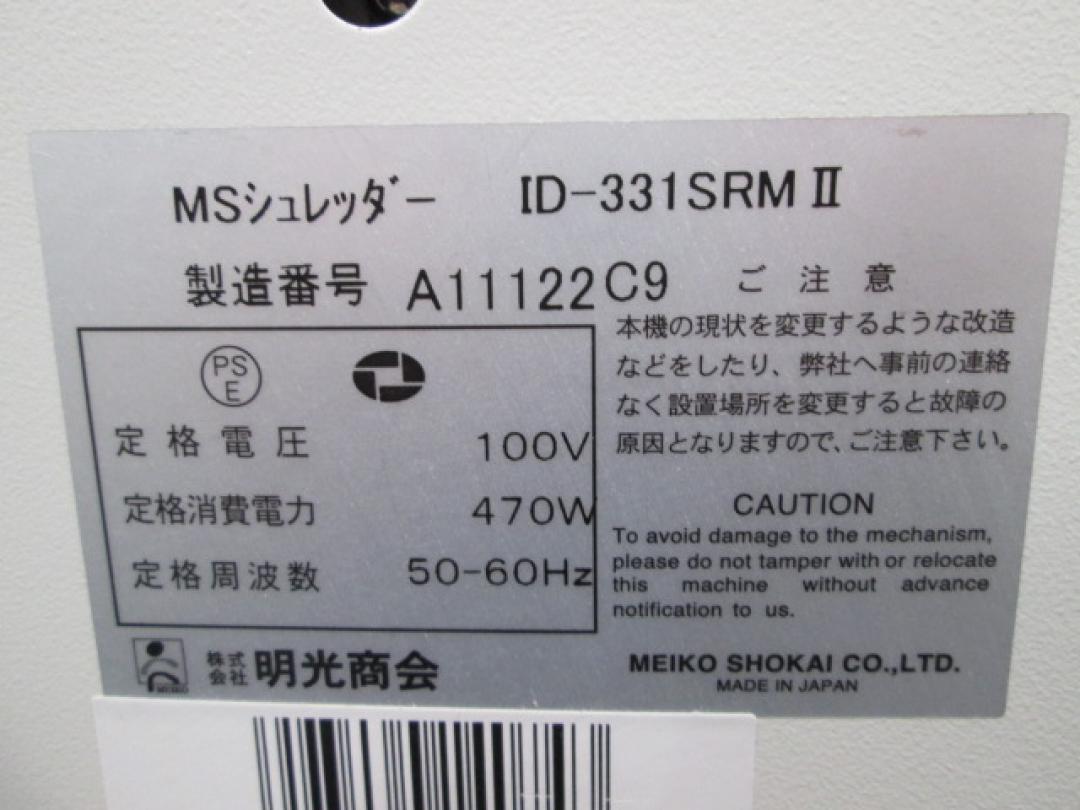 MSシュレッダー ID-331SRMⅡ
製造番号 A11122C9
PS
E
定格電圧 100V
定格消費電力 470W
定格周波数 50-60Hz
ご注意
本機の現状を変更するような改造
などをしたり、弊社へ事前の連絡
なく設置場所を変更すると故障の
原因となりますので、ご注意下さい。
CAUTION
To avoid damage to the mechanism,
please do not tamper with or relocate
this machine without advance
notification to us.
MEIKO
株式会社 明光商会
MEIKO SHOKAI CO.,LTD.
MADE IN JAPAN